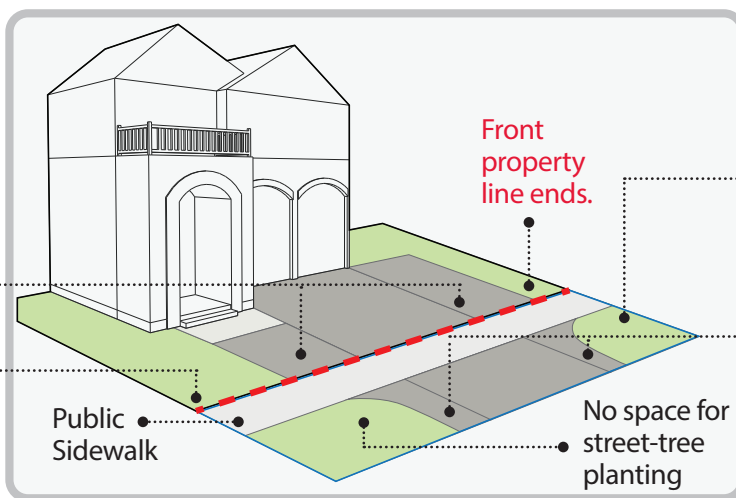 Front
property
line ends.
Public
Sidewalk
No space for
street-tree
planting